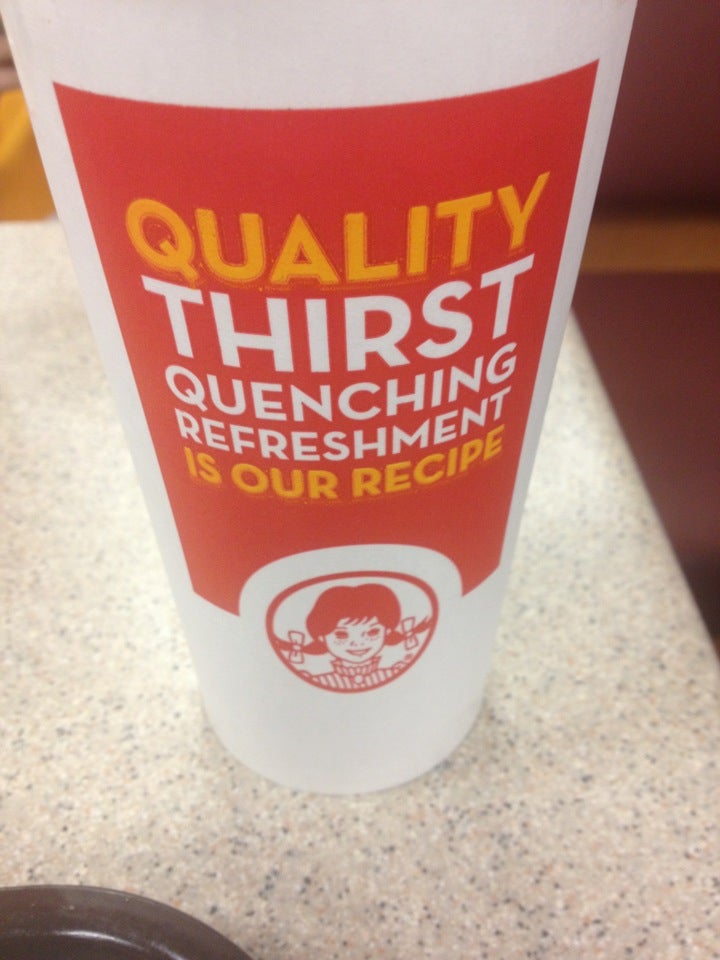 QUALITY
THIRST
QUENCHING
REFRESHMENT
IS OUR RECIPE